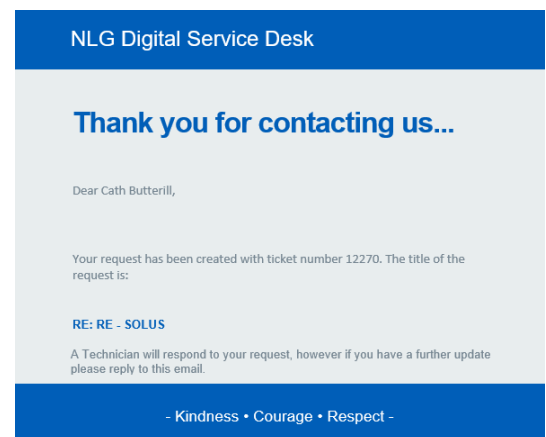 NLG Digital Service Desk
Thank you for contacting us...
Dear Cath Butterill,
Your request has been created with ticket number 12270. The title of the
request is:
RE: RE - SOLUS
A Technician will respond to your request, however if you have a further update
please reply to this email.
- Kindness • Courage • Respect -